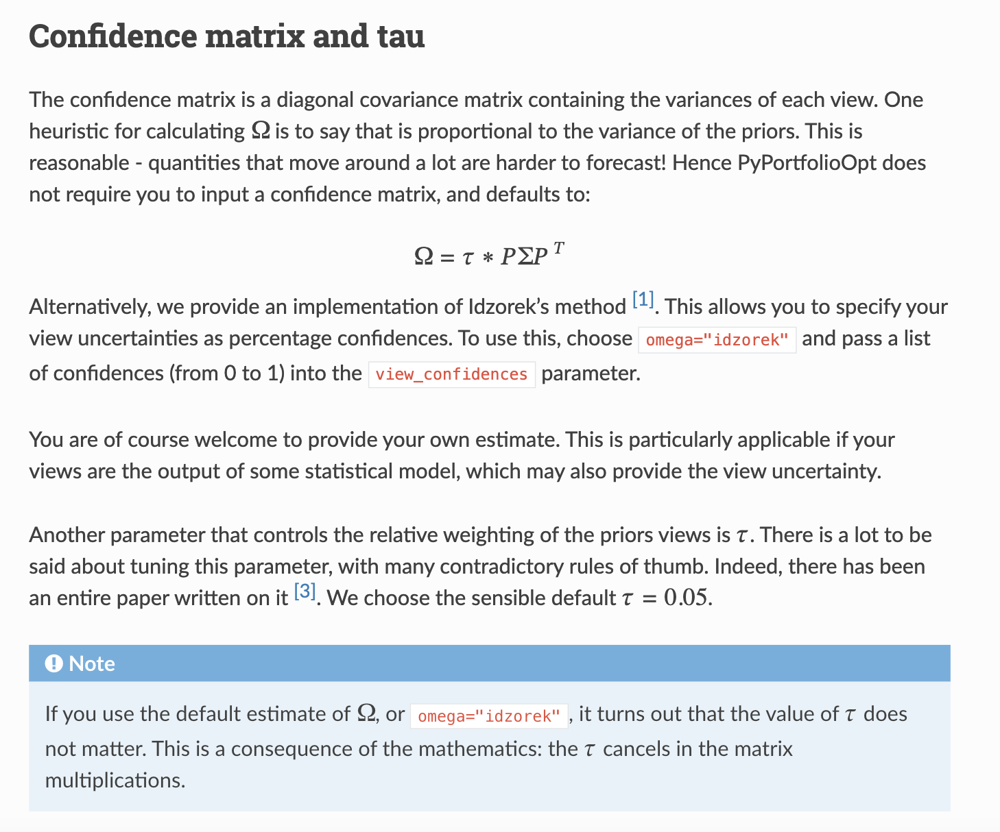 Confidence matrix and tau
The confidence matrix is a diagonal covariance matrix containing the variances of each view. One
heuristic for calculating Ω is to say that is proportional to the variance of the priors. This is
reasonable - quantities that move around a lot are harder to forecast! Hence PyPortfolioOpt does
not require you to input a confidence matrix, and defaults to:
Ω = τ * PΣP^T
Alternatively, we provide an implementation of Idzorek’s method [1]. This allows you to specify your
view uncertainties as percentage confidences. To use this, choose omega="idzorek" and pass a list
of confidences (from 0 to 1) into the view_confidences parameter.
You are of course welcome to provide your own estimate. This is particularly applicable if your
views are the output of some statistical model, which may also provide the view uncertainty.
Another parameter that controls the relative weighting of the priors views is τ. There is a lot to be
said about tuning this parameter, with many contradictory rules of thumb. Indeed, there has been
an entire paper written on it [3]. We choose the sensible default τ = 0.05.
Note
If you use the default estimate of Ω, or omega="idzorek", it turns out that the value of τ does
not matter. This is a consequence of the mathematics: the τ cancels in the matrix
multiplications.